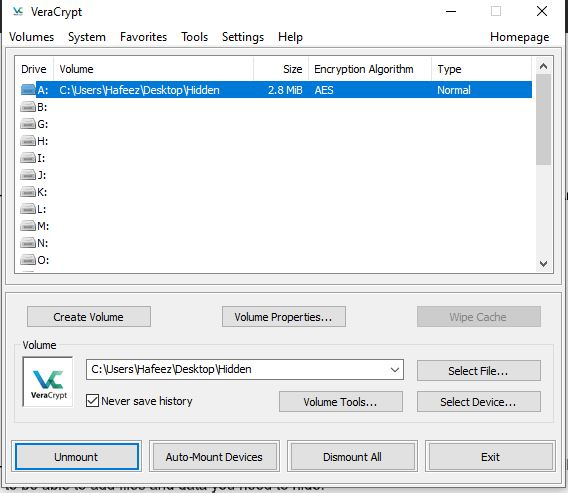 VeraCrypt
Volumes System Favorites Tools Settings Help Homepage
Drive Volume Size Encryption Algorithm Type
A: C:\Users\Hafeez\Desktop\Hidden 2.8 MiB AES Normal
B:
G:
H:
I:
J:
K:
L:
M:
N:
O:
Create Volume Volume Properties... Wipe Cache
Volume
VeraCrypt
C:\Users\Hafeez\Desktop\Hidden Select File...
Never save history Volume Tools... Select Device...
Unmount Auto-Mount Devices Dismount All Exit
to be able to add files and data you need to hide.